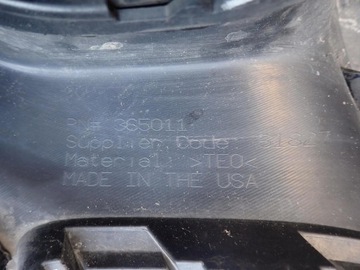 P/# 365011
Supplier Code:
Material: >TEO<
MADE IN THE USA